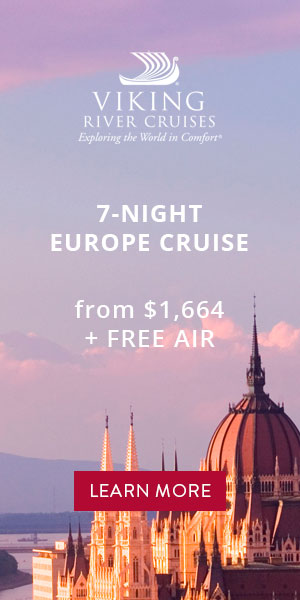 VIKING
RIVER CRUISES
Exploring the World in Comfort®
7-NIGHT
EUROPE CRUISE
from $1,664
+ FREE AIR
LEARN MORE